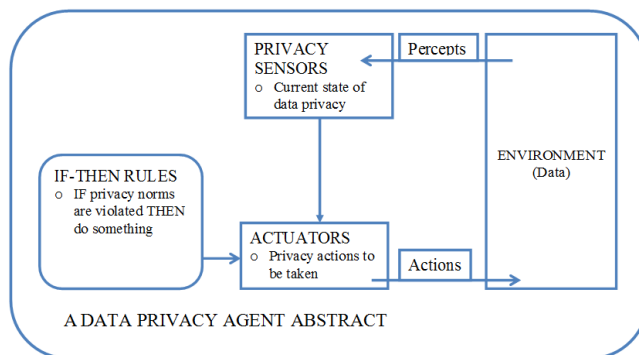 PRIVACY
SENSORS
o Current state of
data privacy
Percepts
ENVIRONMENT
(Data)
IF-THEN RULES
o IF privacy norms
are violated THEN
do something
ACTUATORS
o Privacy actions to
be taken
Actions
A DATA PRIVACY AGENT ABSTRACT